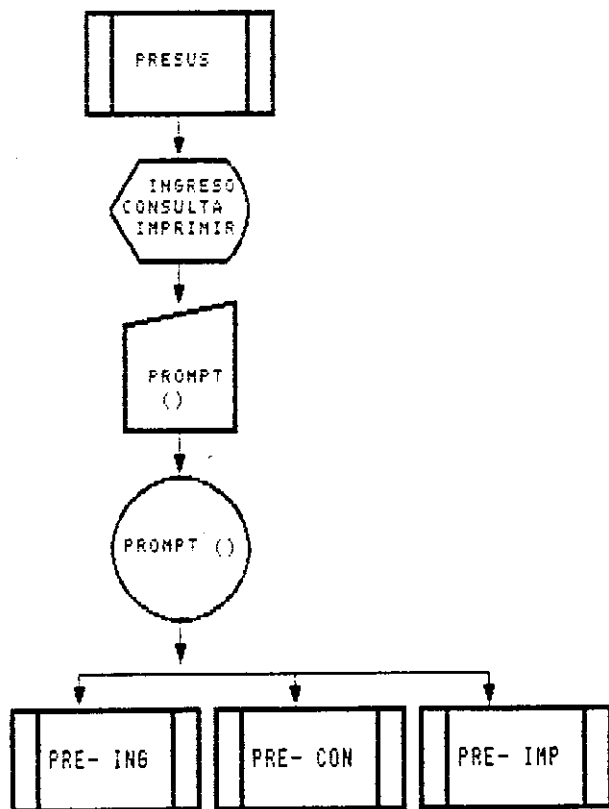 PRESUS
INGRESO
CONSULTA
IMPRIMIR
PROMPT
()
PROMPT ()
PRE- ING
PRE- CON
PRE- IMP